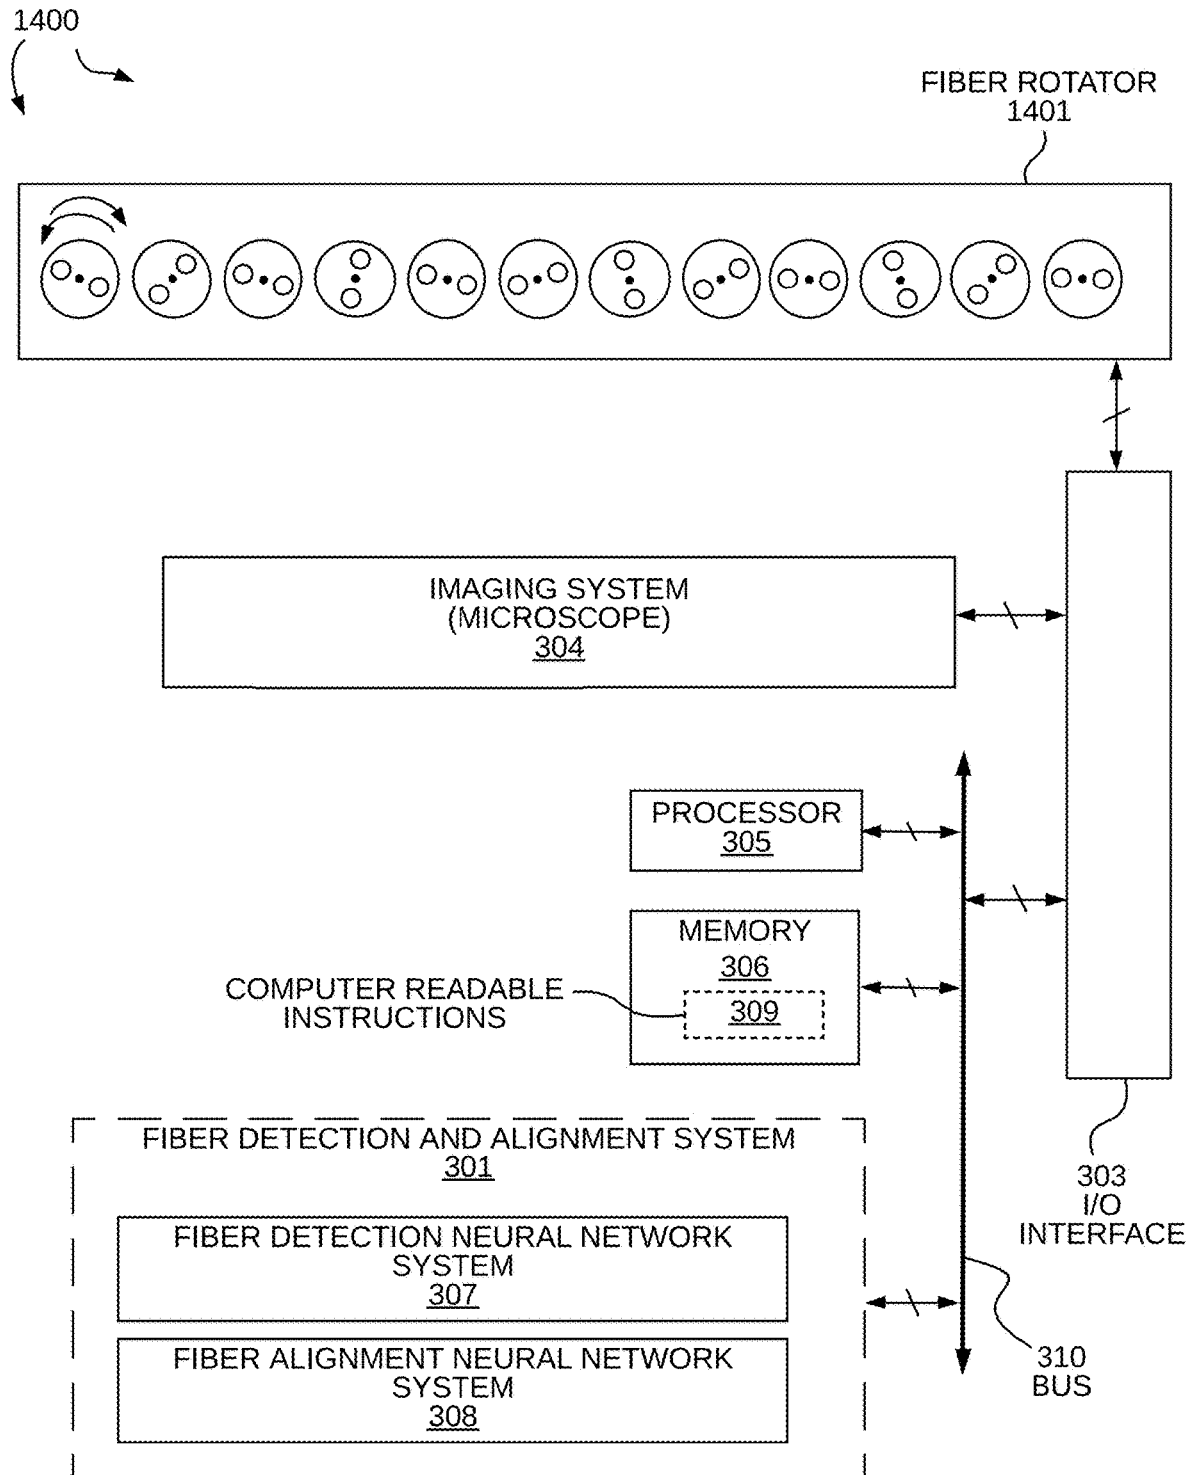 1400
FIBER ROTATOR
1401
IMAGING SYSTEM
(MICROSCOPE)
304
PROCESSOR
305
MEMORY
306
309
COMPUTER READABLE
INSTRUCTIONS
FIBER DETECTION AND ALIGNMENT SYSTEM
301
303
I/O
INTERFACE
FIBER DETECTION NEURAL NETWORK
SYSTEM
307
FIBER ALIGNMENT NEURAL NETWORK
SYSTEM
308
310
BUS